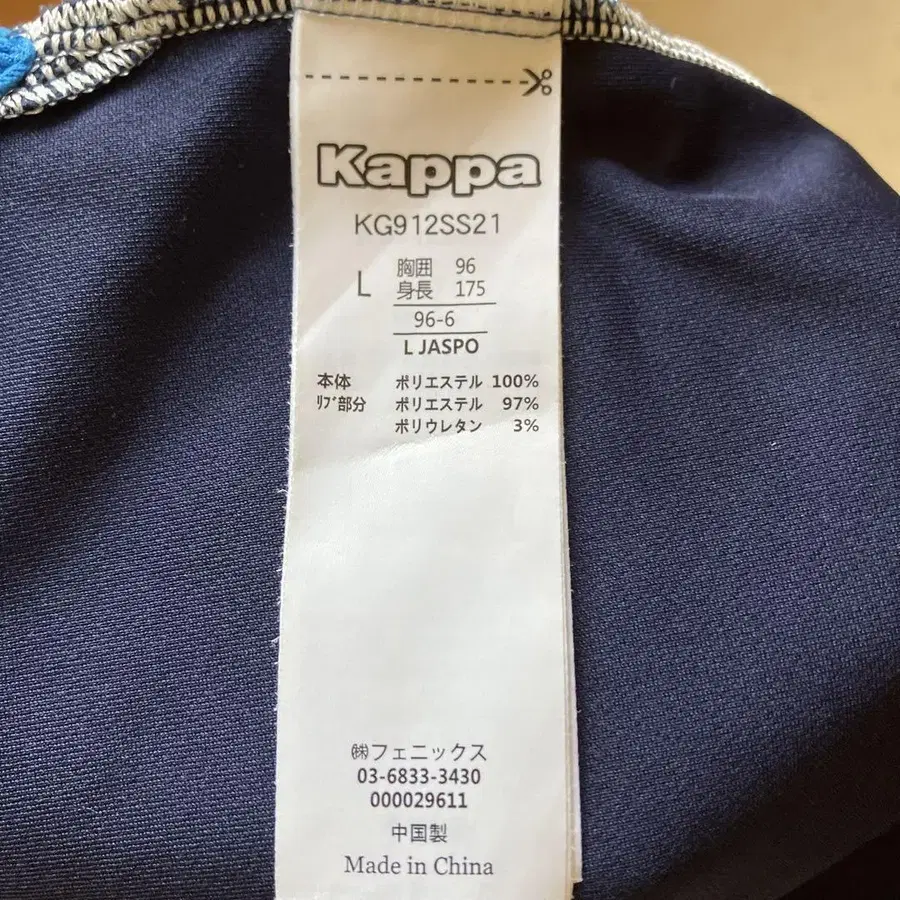 Kappa
KG912SS21
L 胸囲 96
身長 175
96-6
L JASPO
本体 ポリエステル 100%
ﾘﾌﾞ部分 ポリエステル 97%
ポリウレタン 3%
㈱フェニックス
03-6833-3430
000029611
中国製
Made in China